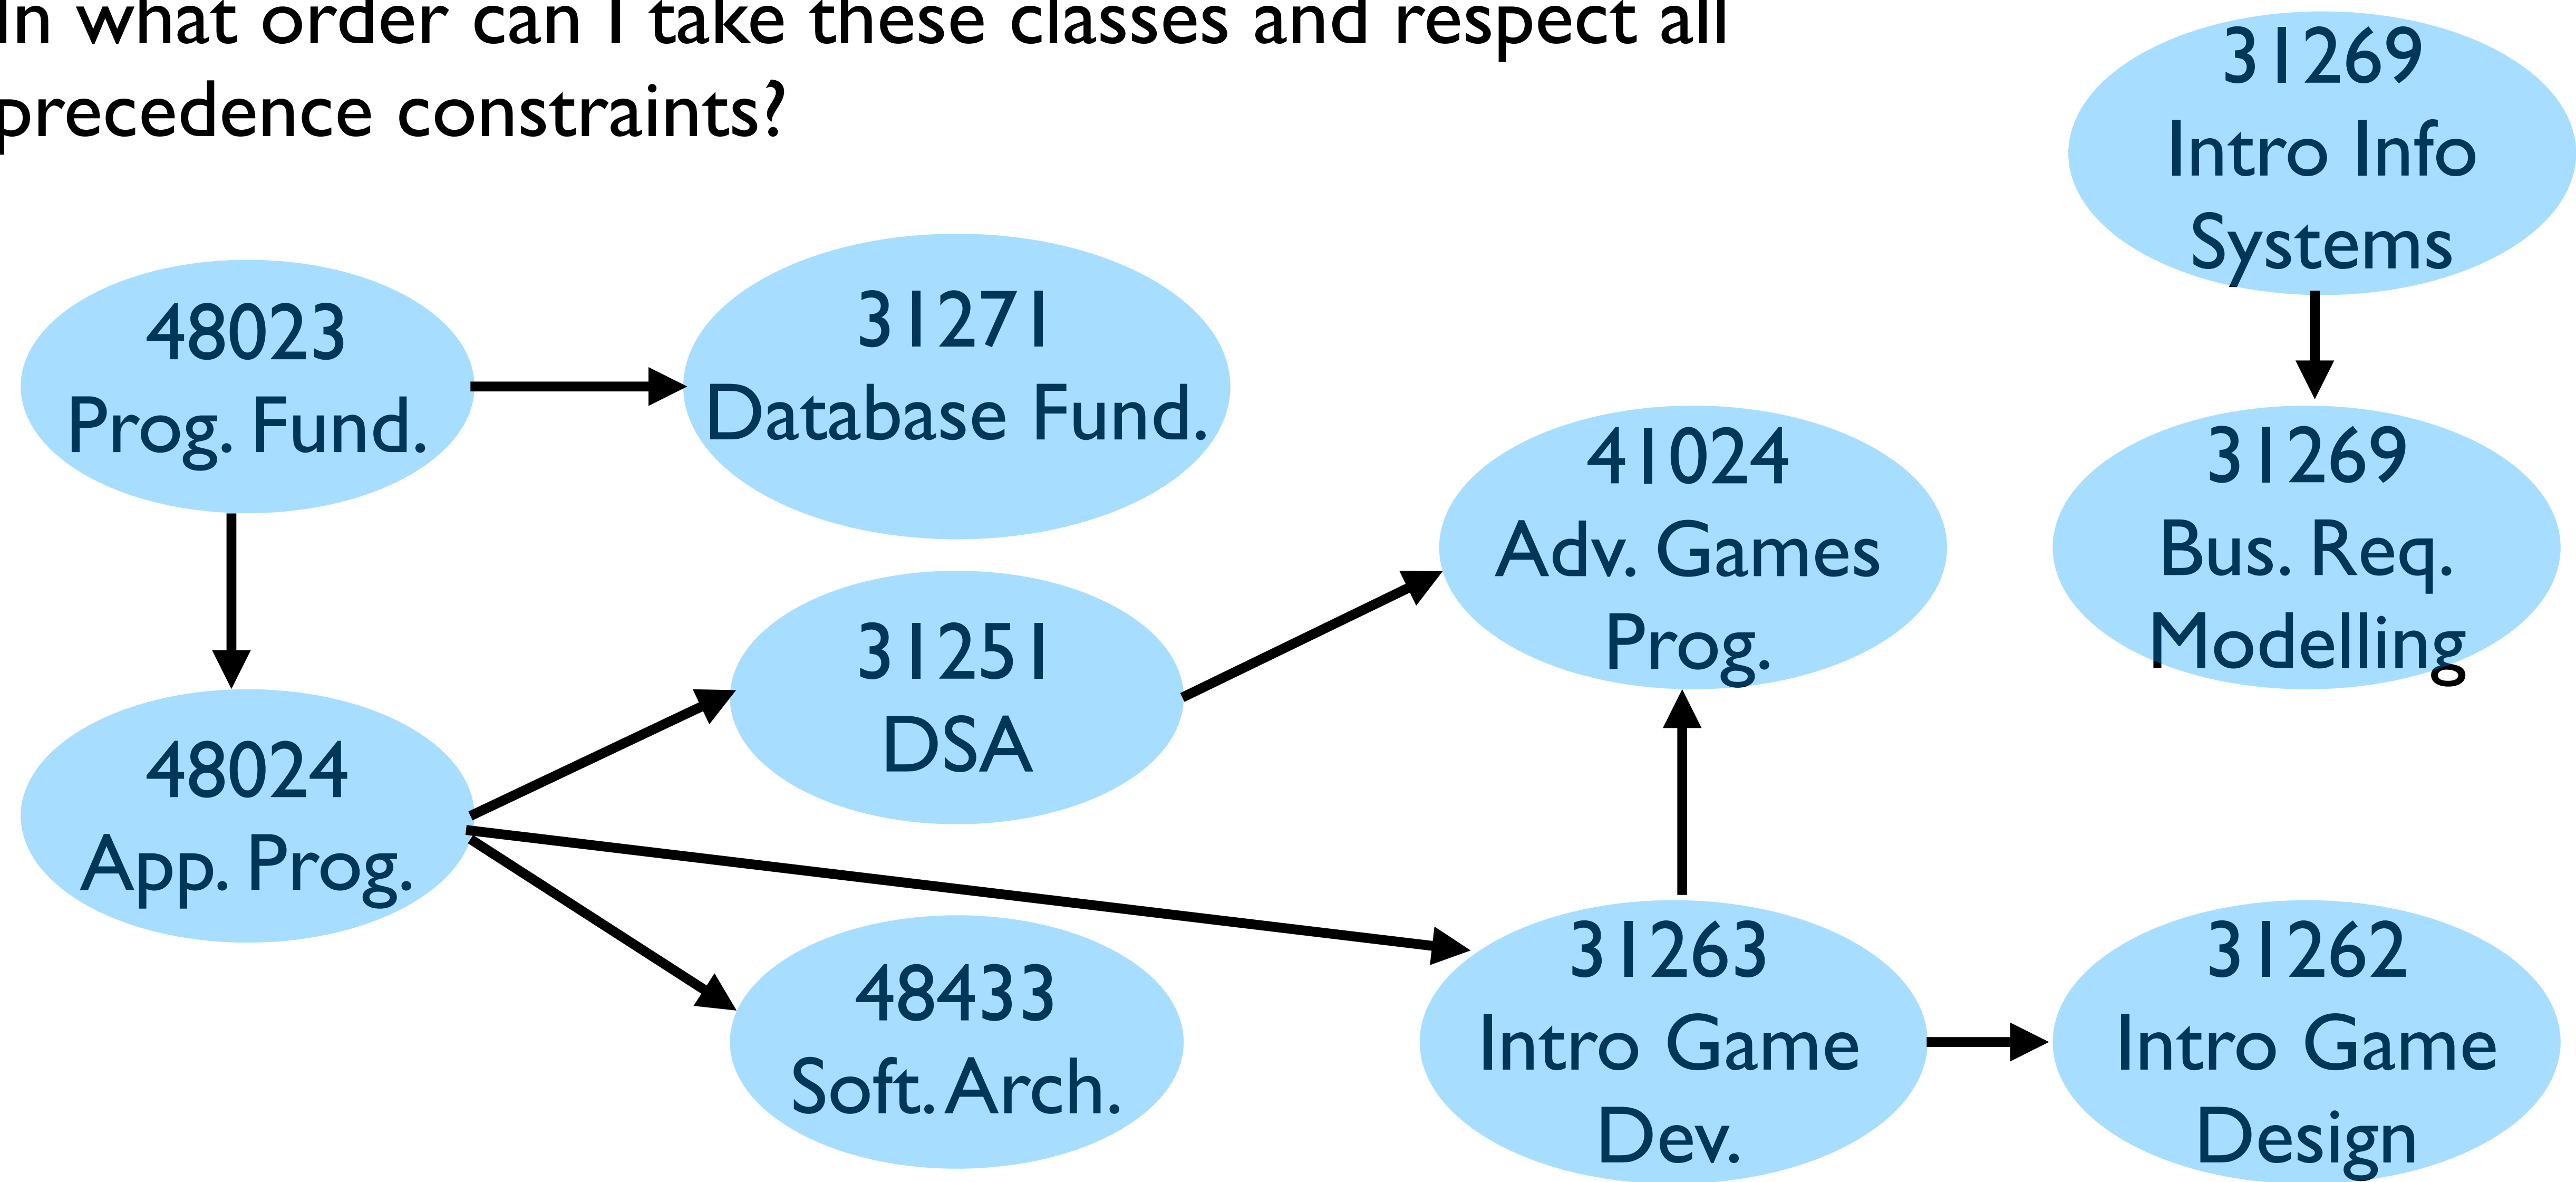 In what order can I take these classes and respect all
precedence constraints?
31269
Intro Info
Systems
48023
Prog. Fund.
31271
Database Fund.
41024
Adv. Games
Prog.
31269
Bus. Req.
Modelling
31251
DSA
48024
App. Prog.
48433
Soft. Arch.
31263
Intro Game
Dev.
31262
Intro Game
Design